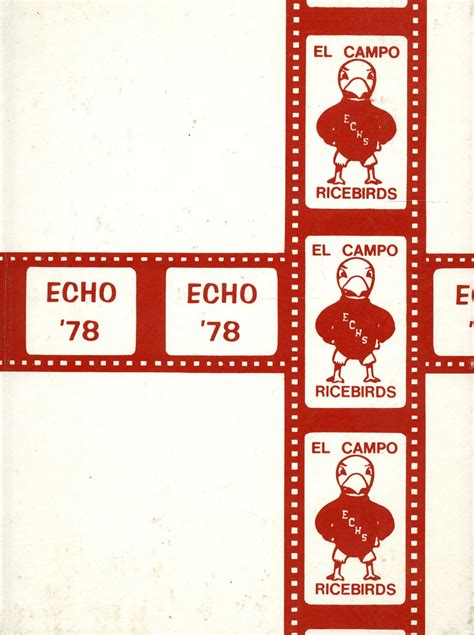 EL CAMPO
ECHS
RICEBIRDS
ECHO
'78
ECHO
'78
EL CAMPO
ECHS
RICEBIRDS
E
'
EL CAMPO
ECHS
RICEBIRDS